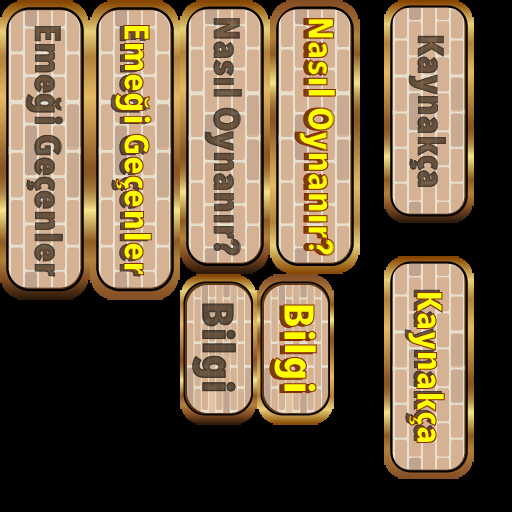 Emeği Geçenler
Emeği Geçenler
Nasıl Oynanır?
Nasıl Oynanır?
Kaynakça
Bilgi
Bilgi
Kaynakça